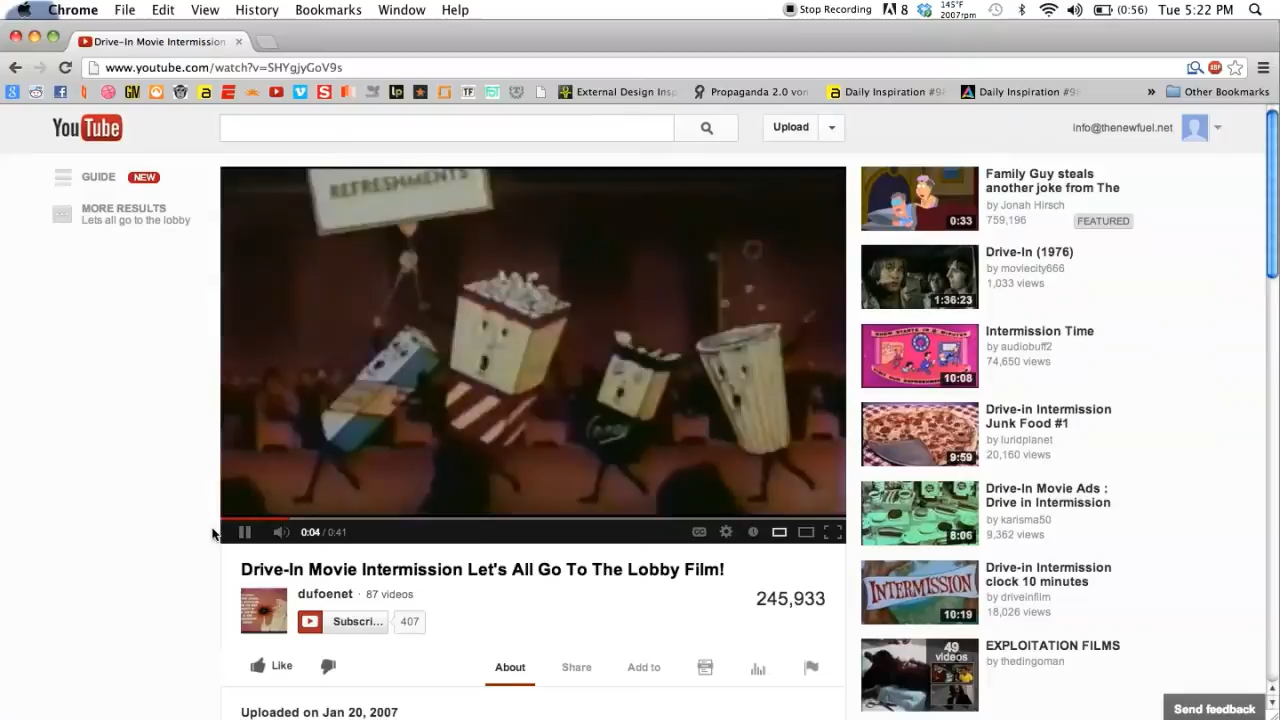 Chrome File Edit View History Bookmarks Window Help Stop Recording 8 145°F 2007rpm (0:56) Tue 5:22 PM
Drive-In Movie Intermission
www.youtube.com/watch?v=SHYgjyGoV9s
External Design Insp Propaganda 2.0 von Daily Inspiration #98 Daily Inspiration #98 Other Bookmarks
YouTube Upload info@thenewfuel.net
GUIDE NEW
MORE RESULTS
Lets all go to the lobby
REFRESHMENTS
0:04 / 0:41
Drive-In Movie Intermission Let's All Go To The Lobby Film!
dufoenet · 87 videos
Subscri... 407
245,933
Like About Share Add to
Uploaded on Jan 20, 2007
0:33
Family Guy steals
another joke from The
by Jonah Hirsch
759,196 FEATURED
1:36:23
Drive-In (1976)
by moviecity666
1,033 views
10:08
Intermission Time
by audiobuff2
74,650 views
9:59
Drive-in Intermission
Junk Food #1
by luridplanet
20,160 views
8:06
Drive-In Movie Ads :
Drive in Intermission
by karisma50
9,362 views
INTERMISSION
10:19
Drive-in Intermission
clock 10 minutes
by driveinfilm
18,026 views
49
videos
EXPLOITATION FILMS
by thedingoman
Send feedback